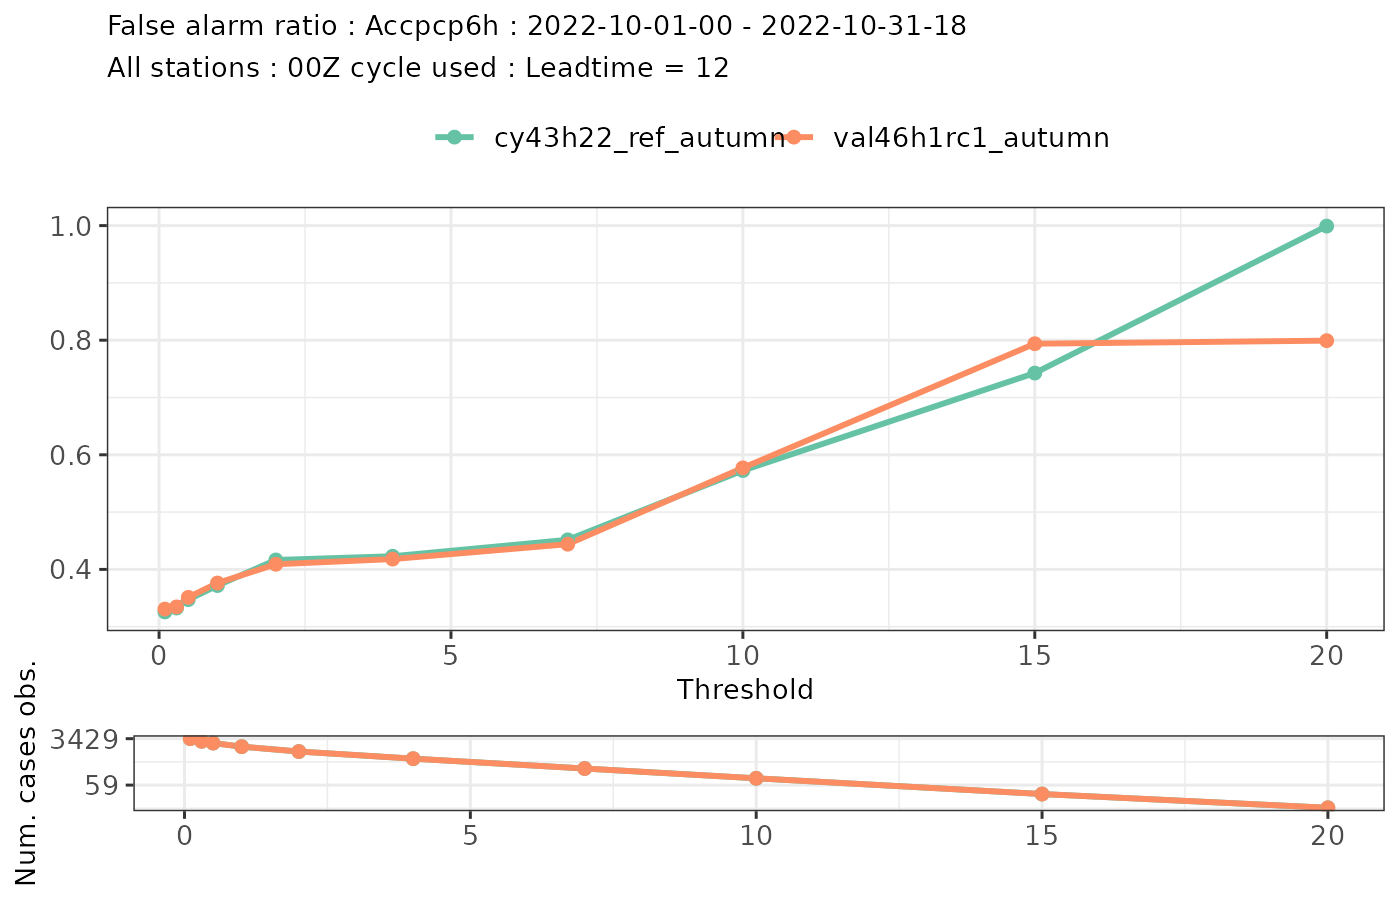 False alarm ratio : Accpcp6h : 2022-10-01-00 - 2022-10-31-18
All stations : 00Z cycle used : Leadtime = 12
cy43h22_ref_autumn val46h1rc1_autumn
1.0
0.8
0.6
0.4
0 5 10 15 20
Threshold
Num. cases obs.
3429
59
0 5 10 15 20